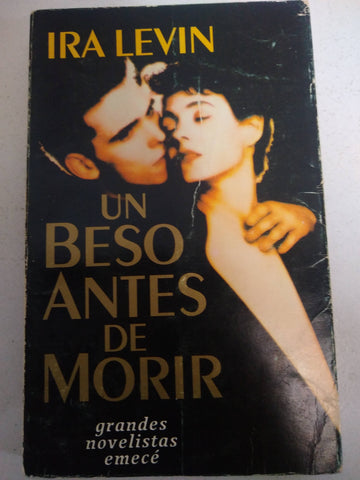 IRA LEVIN
UN
BESO
ANTES
DE
MORIR
grandes
novelistas
emecé